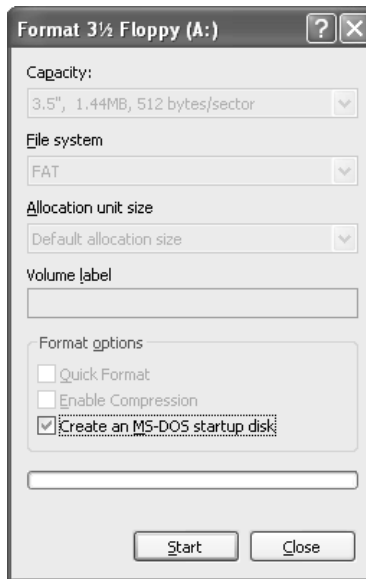 Format 3½ Floppy (A:)
?
Capacity:
3.5", 1.44MB, 512 bytes/sector
File system
FAT
Allocation unit size
Default allocation size
Volume label
Format options
Quick Format
Enable Compression
Create an MS-DOS startup disk
Start
Close